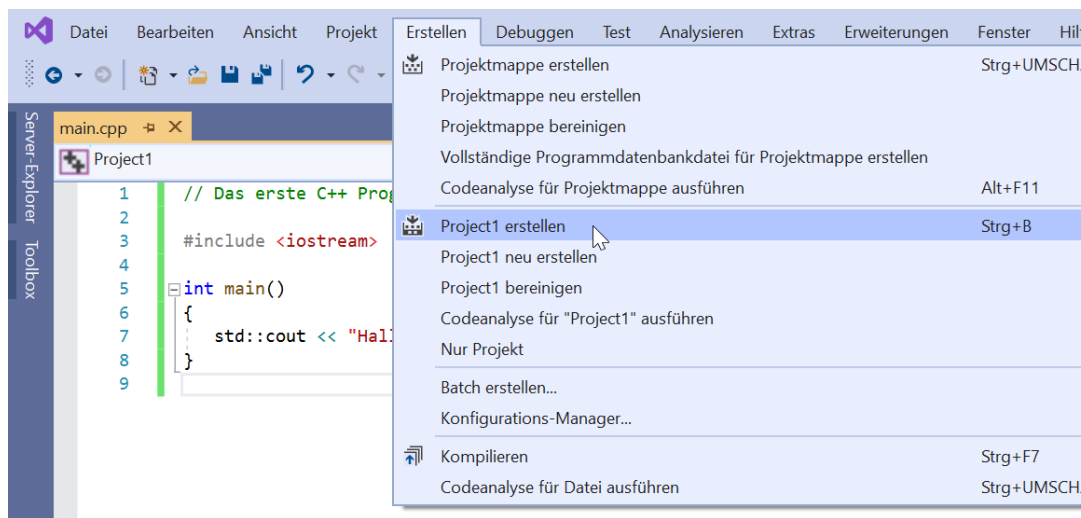 Datei Bearbeiten Ansicht Projekt Erstellen Debuggen Test Analysieren Extras Erweiterungen Fenster
Server-Explorer
Toolbox
main.cpp
Project1
1 // Das erste C++
2
3 #include <iostream>
4
5 int main()
6 {
7 std::cout << "Hall
8 }
9
Projektmappe erstellen Strg+UMSCH
Projektmappe neu erstellen
Projektmappe bereinigen
Vollständige Programmdatenbankdatei für Projektmappe erstellen
Codeanalyse für Projektmappe ausführen Alt+F11
Project1 erstellen Strg+B
Project1 neu erstellen
Project1 bereinigen
Codeanalyse für "Project1" ausführen
Nur Projekt
Batch erstellen...
Konfigurations-Manager...
Kompilieren Strg+F7
Codeanalyse für Datei ausführen Strg+UMSCH